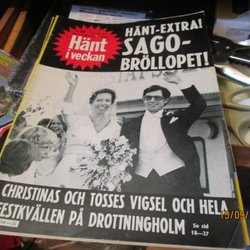 Hänt
i veckan
HÄNT-EXTRA!
SAGO-
BRÖLLOPET!
CHRISTINAS OCH TOSSES VIGSEL OCH HELA
FESTKVÄLLEN PÅ DROTTNINGHOLM
Se sid
18—27